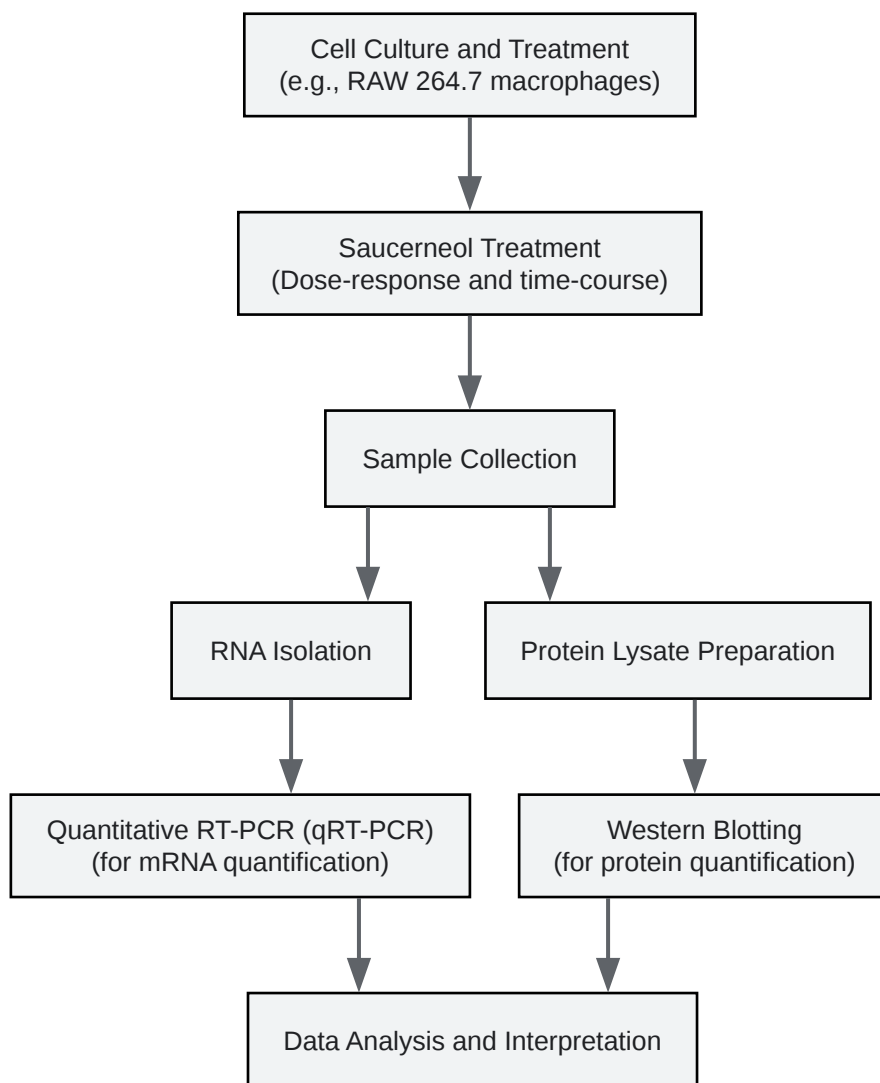 Cell Culture and Treatment
(e.g., RAW 264.7 macrophages)
Saucerneol Treatment
(Dose-response and time-course)
Sample Collection
RNA Isolation
Protein Lysate Preparation
Quantitative RT-PCR (qRT-PCR)
(for mRNA quantification)
Western Blotting
(for protein quantification)
Data Analysis and Interpretation